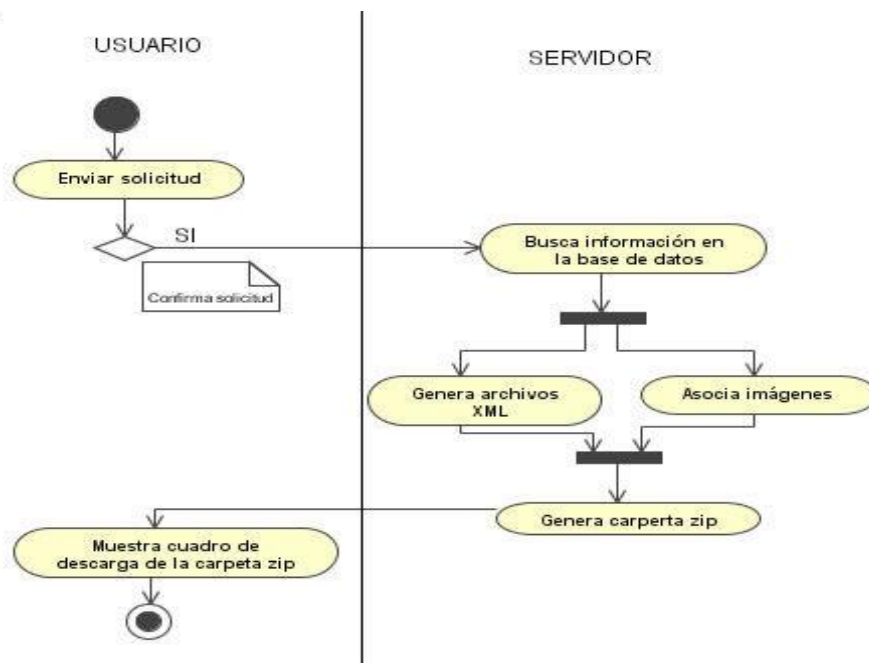 USUARIO
SERVIDOR
Enviar solicitud
SI
Confirma solicitud
Busca información en
la base de datos
Genera archivos
XML
Asocia imágenes
Genera carperta zip
Muestra cuadro de
descarga de la carpeta zip